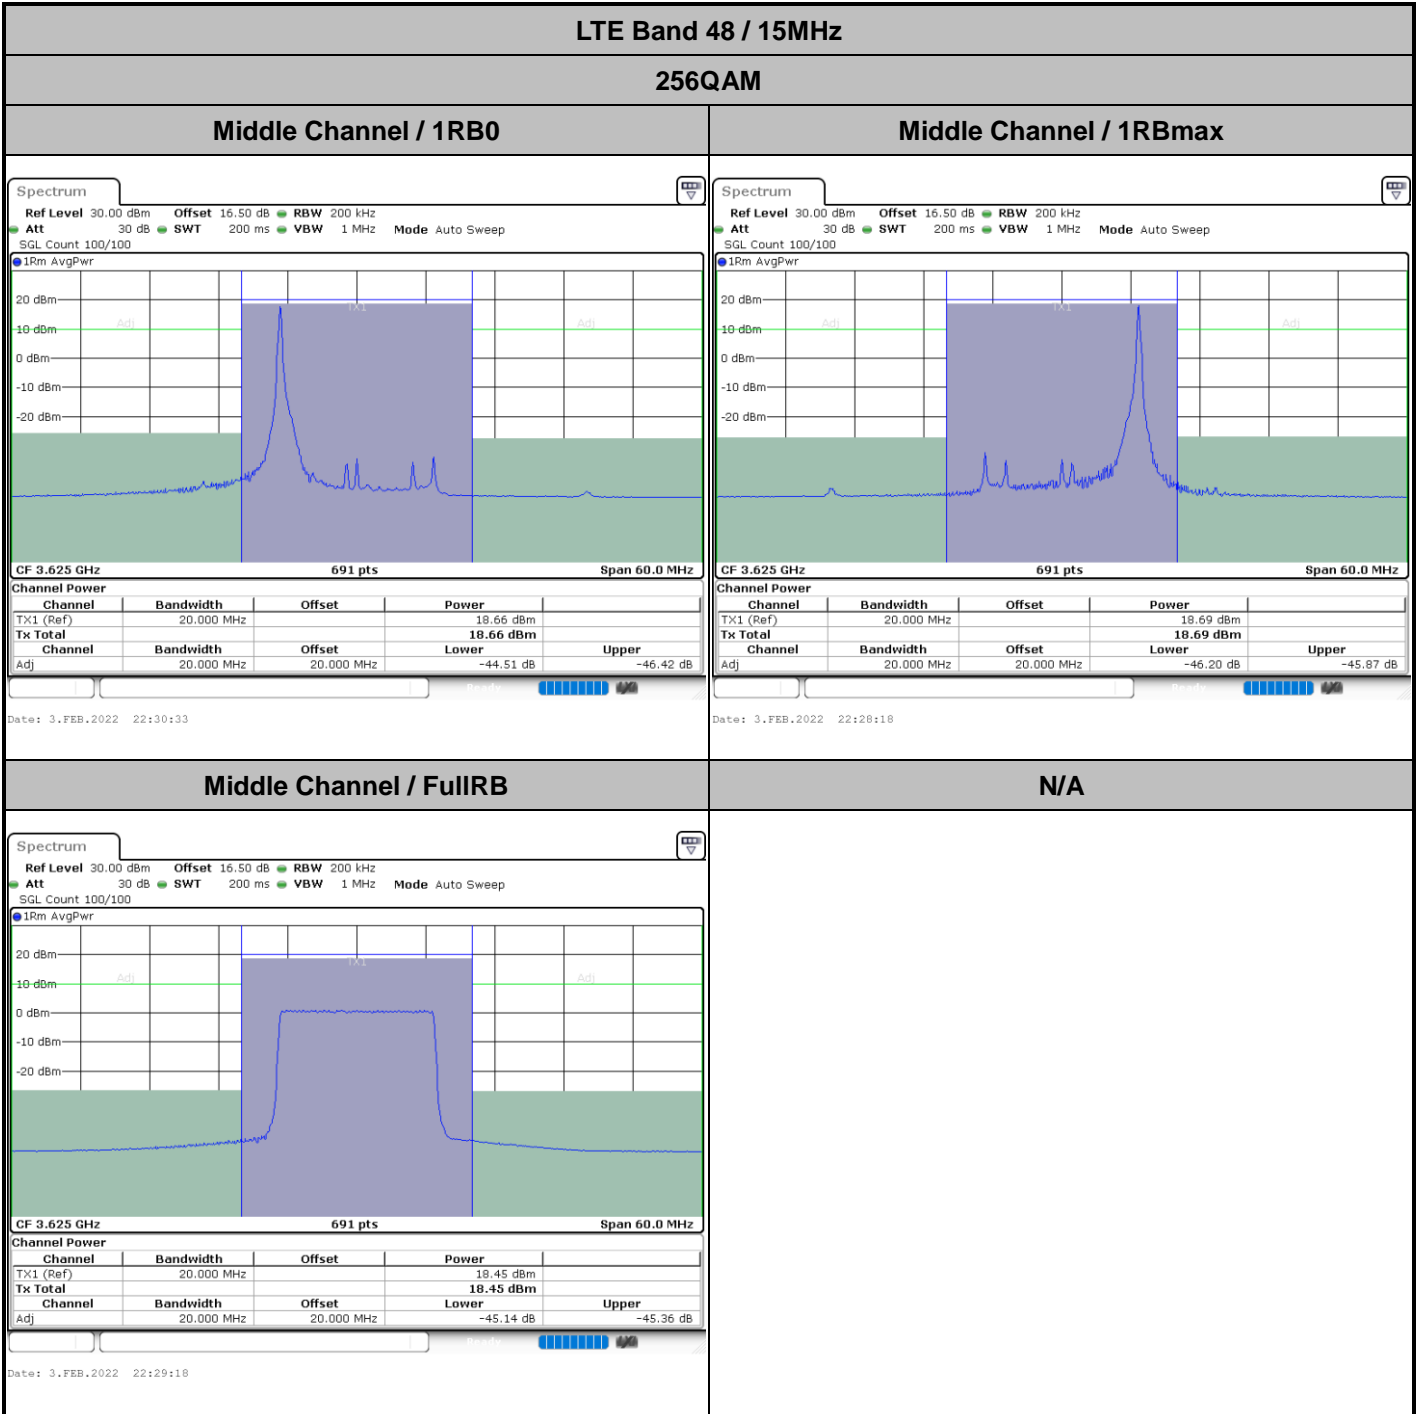 LTE Band 48 / 15MHz
256QAM
Middle Channel / 1RB0
Middle Channel / 1RBmax
Spectrum
Ref Level 30.00 dBm Offset 16.50 dB RBW 200 kHz
Att 30 dB SWT 200 ms VBW 1 MHz Mode Auto Sweep
SGL Count 100/100
1Rm AvgPwr
TX1
20 dBm
Adj
Adj
10 dBm
0 dBm
-10 dBm
-20 dBm
CF 3.625 GHz 691 pts Span 60.0 MHz
Channel Power
Channel Bandwidth Offset Power
TX1 (Ref) 20.000 MHz 18.66 dBm
Tx Total 18.66 dBm
Channel Bandwidth Offset Lower Upper
Adj 20.000 MHz 20.000 MHz -44.51 dB -46.42 dB
Ready
Date: 3.FEB.2022 22:30:33
Spectrum
Ref Level 30.00 dBm Offset 16.50 dB RBW 200 kHz
Att 30 dB SWT 200 ms VBW 1 MHz Mode Auto Sweep
SGL Count 100/100
1Rm AvgPwr
TX1
20 dBm
Adj
Adj
10 dBm
0 dBm
-10 dBm
-20 dBm
CF 3.625 GHz 691 pts Span 60.0 MHz
Channel Power
Channel Bandwidth Offset Power
TX1 (Ref) 20.000 MHz 18.69 dBm
Tx Total 18.69 dBm
Channel Bandwidth Offset Lower Upper
Adj 20.000 MHz 20.000 MHz -46.20 dB -45.87 dB
Ready
Date: 3.FEB.2022 22:28:18
Middle Channel / FullRB
N/A
Spectrum
Ref Level 30.00 dBm Offset 16.50 dB RBW 200 kHz
Att 30 dB SWT 200 ms VBW 1 MHz Mode Auto Sweep
SGL Count 100/100
1Rm AvgPwr
TX1
20 dBm
Adj
Adj
10 dBm
0 dBm
-10 dBm
-20 dBm
CF 3.625 GHz 691 pts Span 60.0 MHz
Channel Power
Channel Bandwidth Offset Power
TX1 (Ref) 20.000 MHz 18.45 dBm
Tx Total 18.45 dBm
Channel Bandwidth Offset Lower Upper
Adj 20.000 MHz 20.000 MHz -45.14 dB -45.36 dB
Ready
Date: 3.FEB.2022 22:29:18